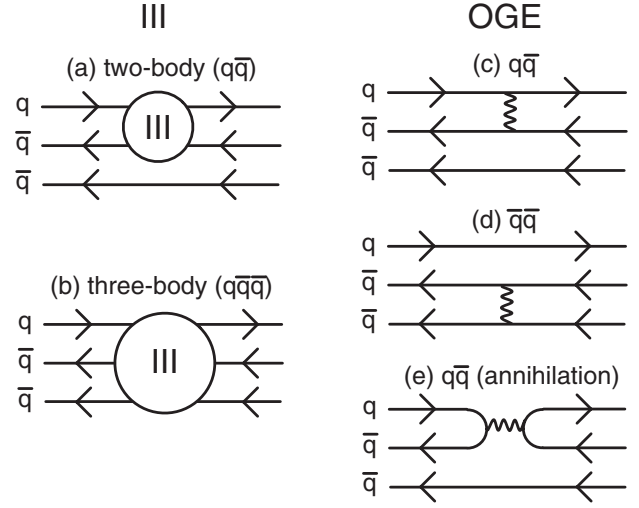 III
(a) two-body (qq̅)
q
q̅
q̅
III
(b) three-body (qq̅q̅)
q
q̅
q̅
III
OGE
(c) qq̅
q
q̅
q̅
(d) q̅q̅
q
q̅
q̅
(e) qq̅ (annihilation)
q
q̅
q̅